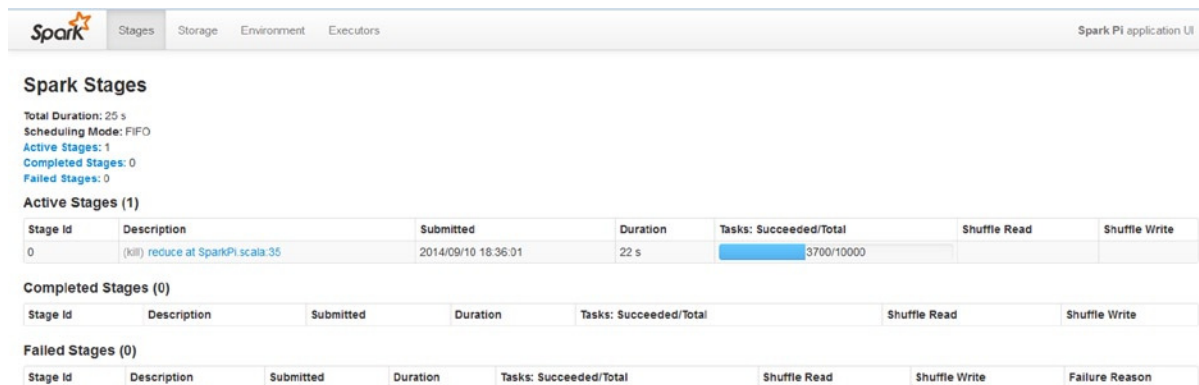 Spark Stages Storage Environment Executors Spark Pi application UI
Spark Stages
Total Duration: 25 s
Scheduling Mode: FIFO
Active Stages: 1
Completed Stages: 0
Failed Stages: 0
Active Stages (1)
Stage Id Description Submitted Duration Tasks: Succeeded/Total Shuffle Read Shuffle Write
0 (kill) reduce at SparkPi.scala:35 2014/09/10 18:36:01 22 s 3700/10000
Completed Stages (0)
Stage Id Description Submitted Duration Tasks: Succeeded/Total Shuffle Read Shuffle Write
Failed Stages (0)
Stage Id Description Submitted Duration Tasks: Succeeded/Total Shuffle Read Shuffle Write Failure Reason